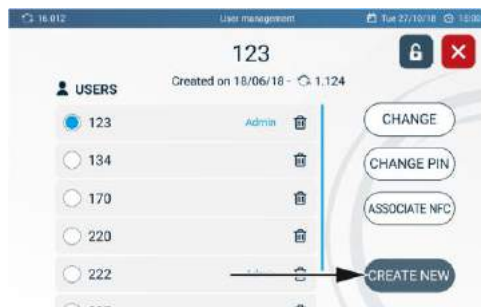 16.012 User management Tue 27/10/18
123
Created on 18/06/18 - 1.124
USERS
123 Admin
CHANGE
134
CHANGE PIN
170
ASSOCIATE NFC
220
222
CREATE NEW